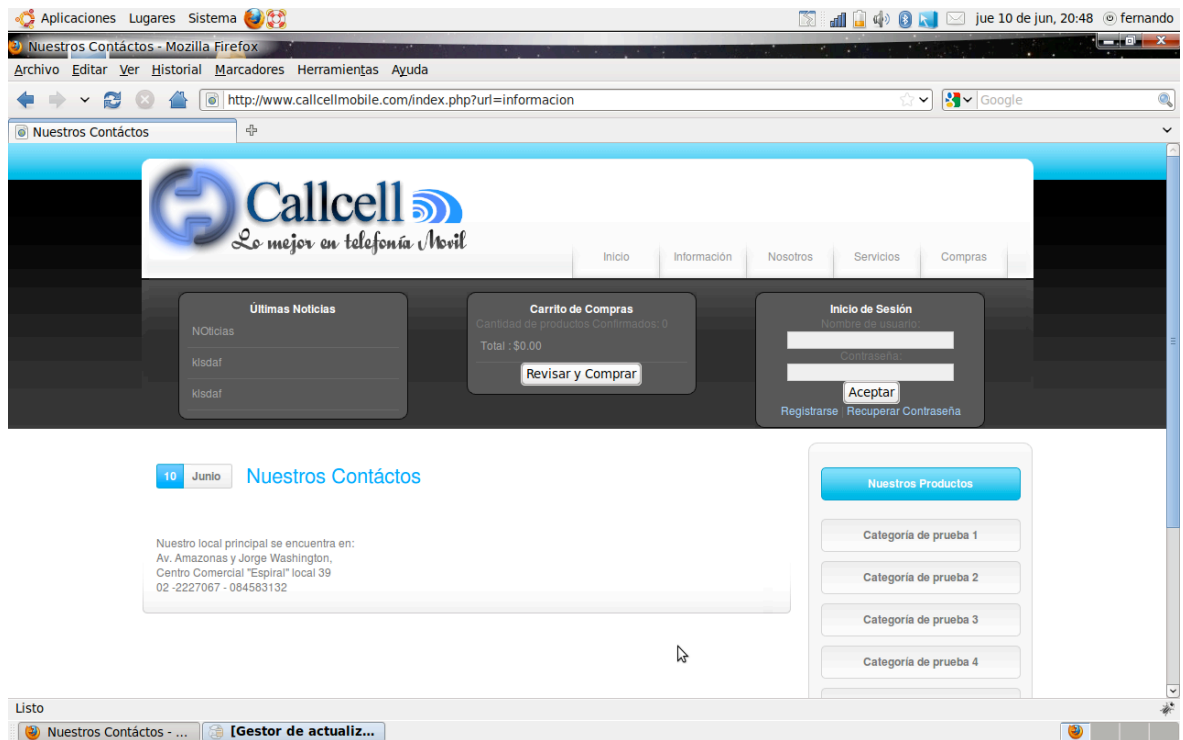 Aplicaciones Lugares Sistema jue 10 de jun, 20:48 fernando
Nuestros Contáctos - Mozilla Firefox
Archivo Editar Ver Historial Marcadores Herramientas Ayuda
http://www.callcellmobile.com/index.php?url=informacion Google
Nuestros Contáctos
Callcell
Lo mejor en telefonía Movil
Inicio Información Nosotros Servicios Compras
Últimas Noticias
NOticias
klsdaf
klsdaf
Carrito de Compras
Cantidad de productos Confirmados: 0
Total : $0.00
Revisar y Comprar
Inicio de Sesión
Nombre de usuario:
Contraseña:
Aceptar
Registrarse | Recuperar Contraseña
10 Junio Nuestros Contáctos
Nuestro local principal se encuentra en:
Av. Amazonas y Jorge Washington,
Centro Comercial "Espiral" local 39
02 -2227067 - 084583132
Nuestros Productos
Categoría de prueba 1
Categoría de prueba 2
Categoría de prueba 3
Categoría de prueba 4
Listo
Nuestros Contáctos - ... [Gestor de actualiz...